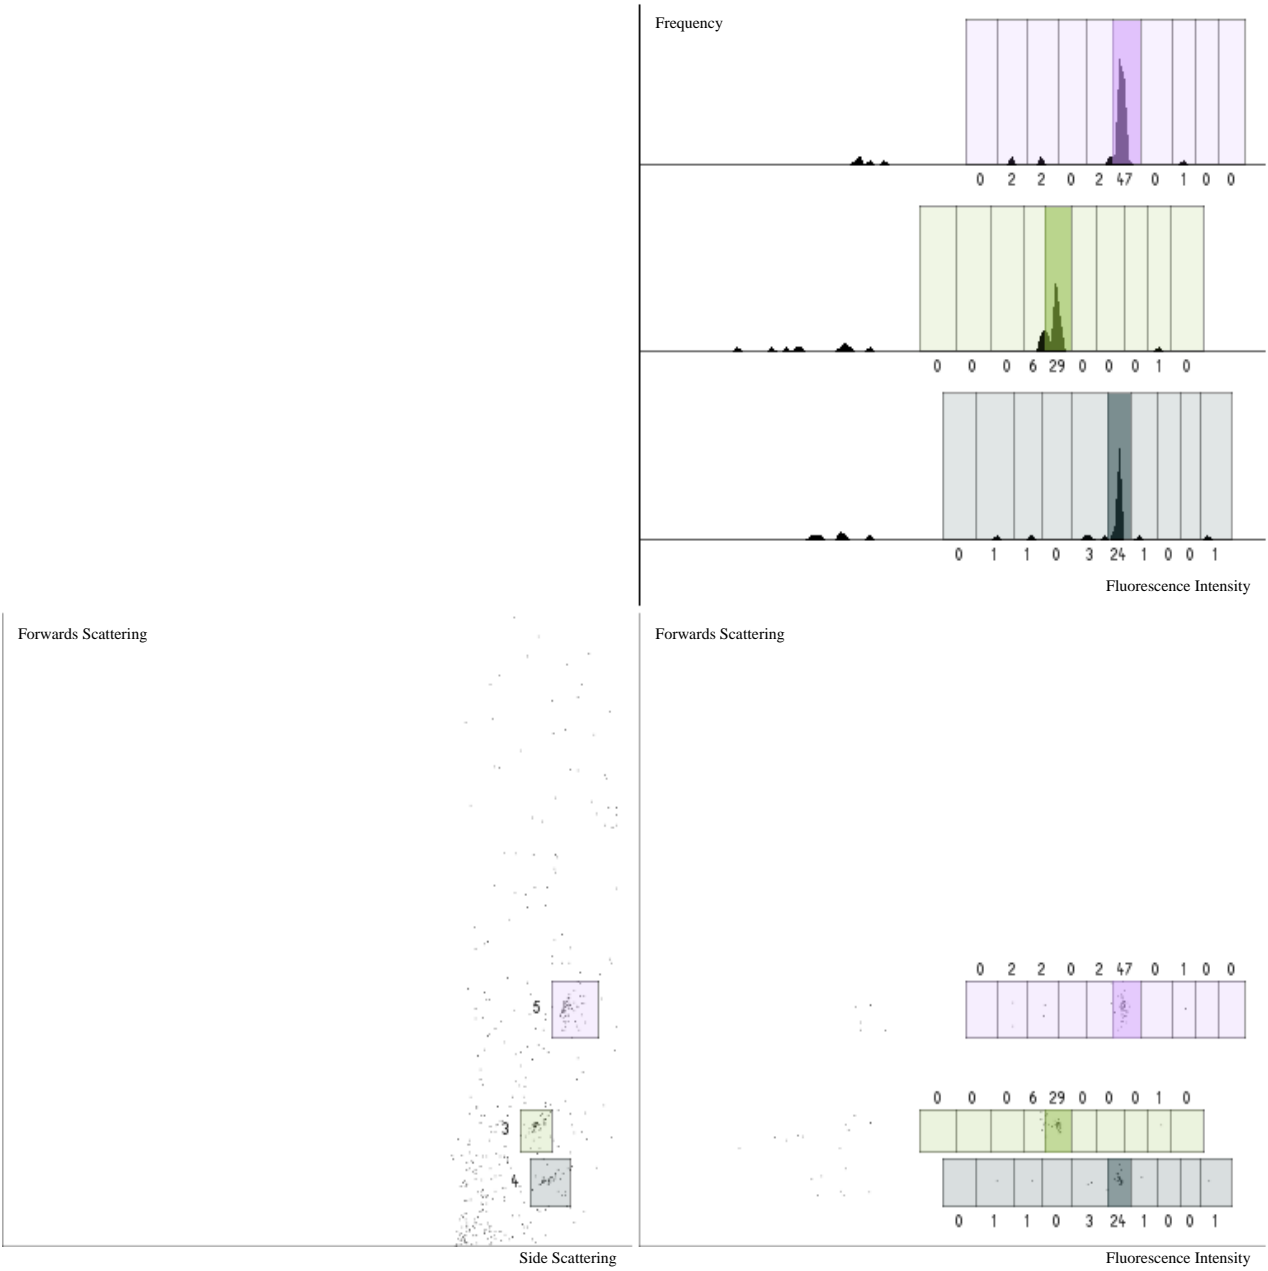 Frequency
0 2 2 0 2 47 0 1 0 0
0 0 0 6 29 0 0 0 1 0
0 1 1 0 3 24 1 0 0 1
Fluorescence Intensity
Forwards Scattering
5
3
4
Side Scattering
Forwards Scattering
0 2 2 0 2 47 0 1 0 0
0 0 0 6 29 0 0 0 1 0
0 1 1 0 3 24 1 0 0 1
Fluorescence Intensity